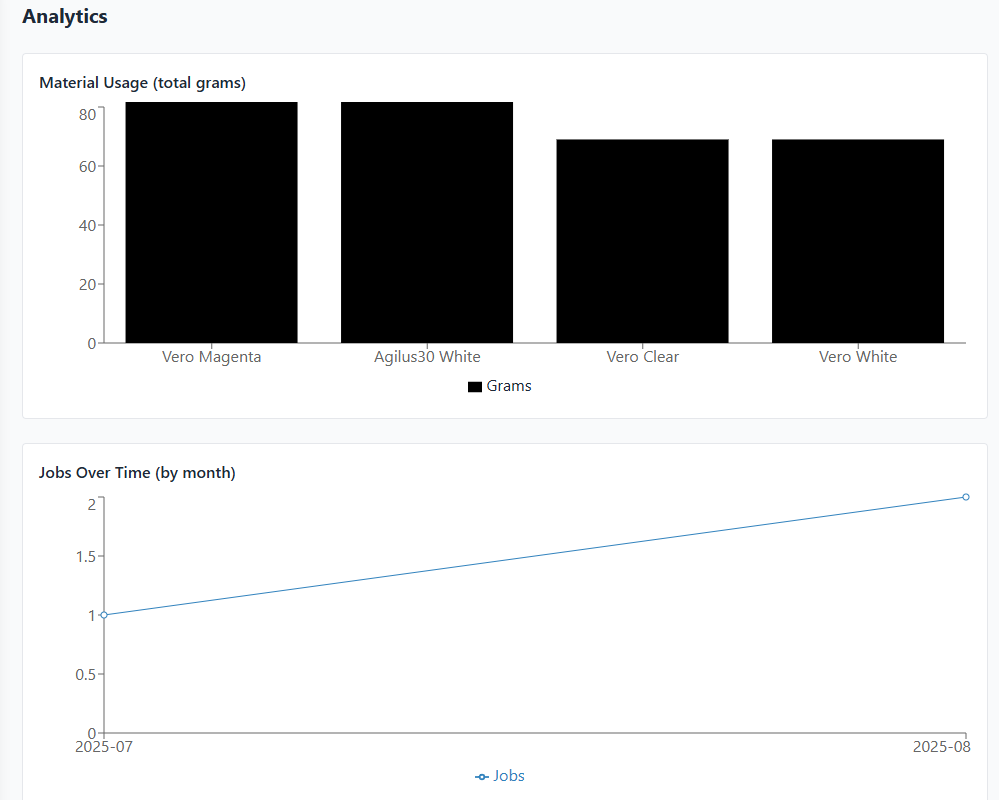 Analytics
Material Usage (total grams)
80
60
40
20
0
Vero Magenta Agilus30 White Vero Clear Vero White
Grams
Jobs Over Time (by month)
2
1.5
1
0.5
0
2025-07 2025-08
Jobs